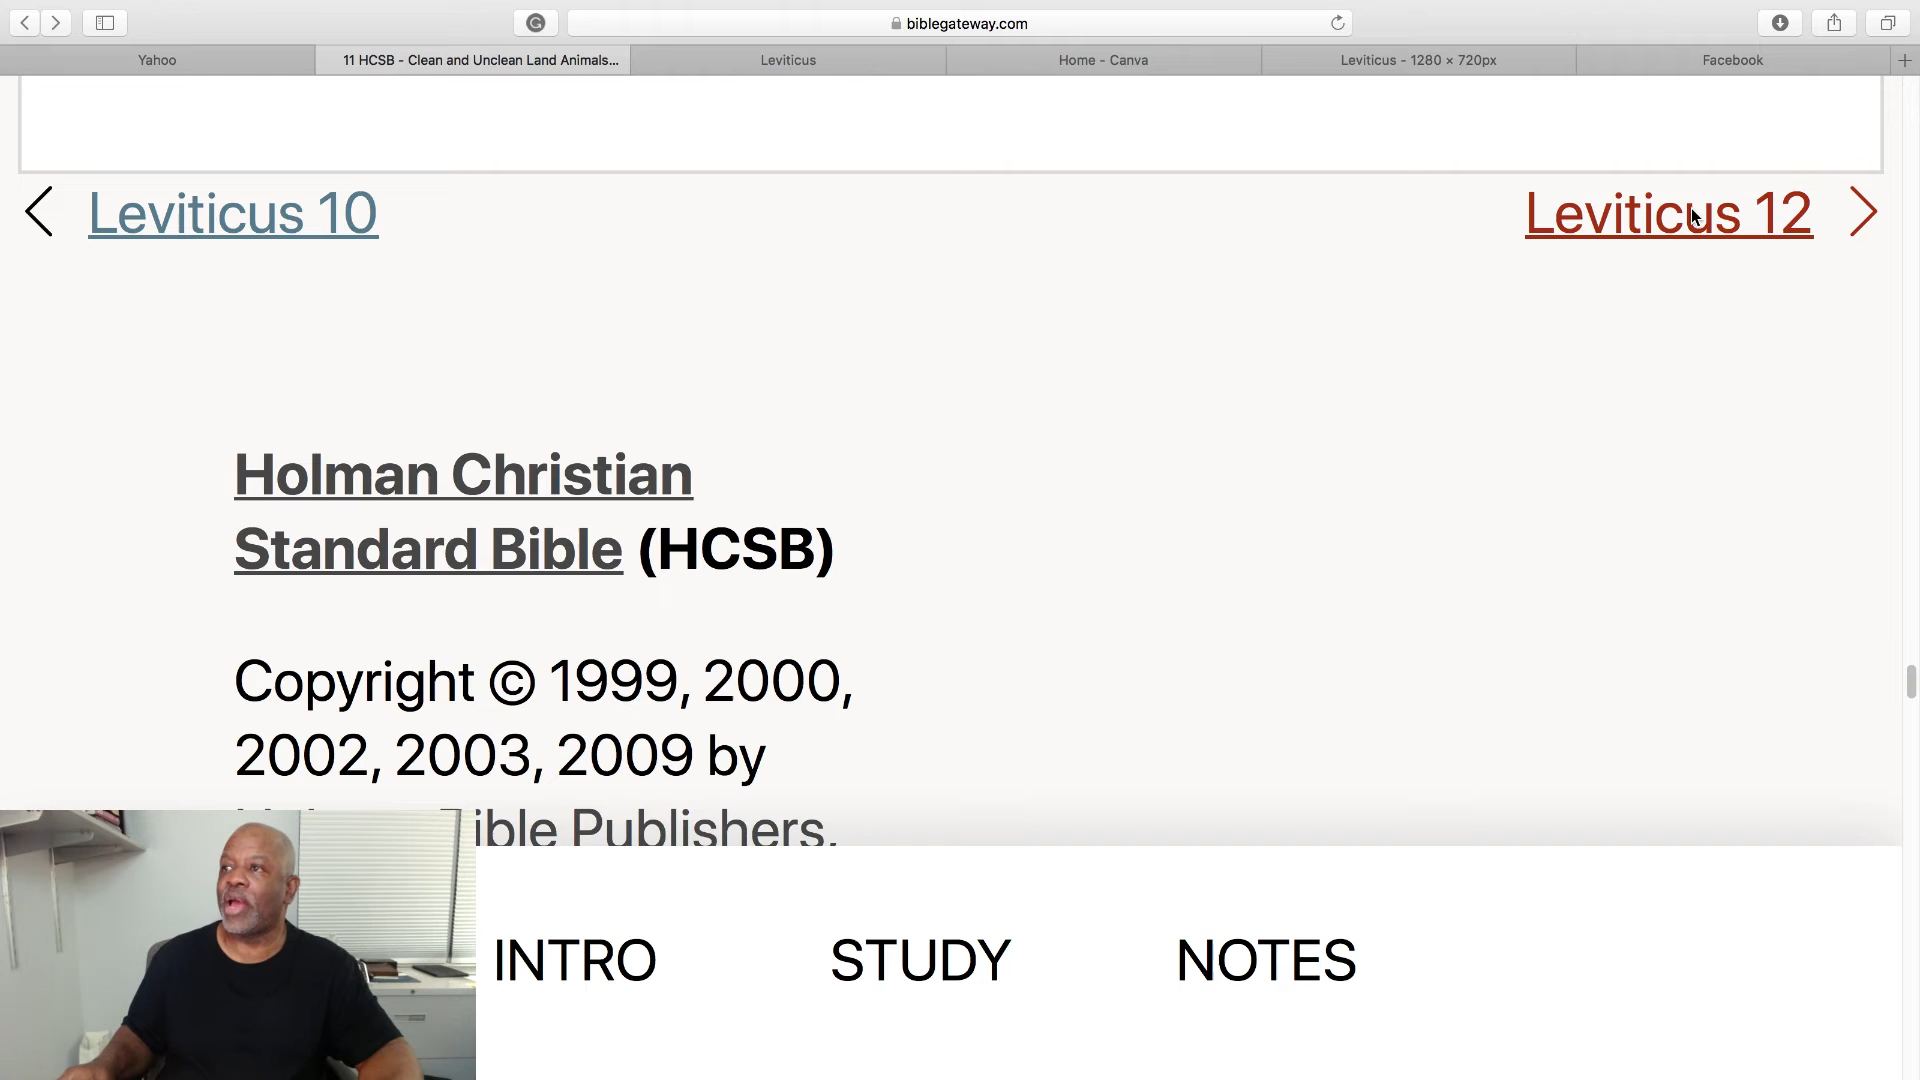 biblegateway.com
Yahoo
11 HCSB - Clean and Unclean Land Animals...
Leviticus
Home - Canva
Leviticus - 1280 × 720px
Facebook
Leviticus 10
Leviticus 12
Holman Christian
Standard Bible (HCSB)
Copyright © 1999, 2000,
2002, 2003, 2009 by
Bible Publishers.
INTRO
STUDY
NOTES